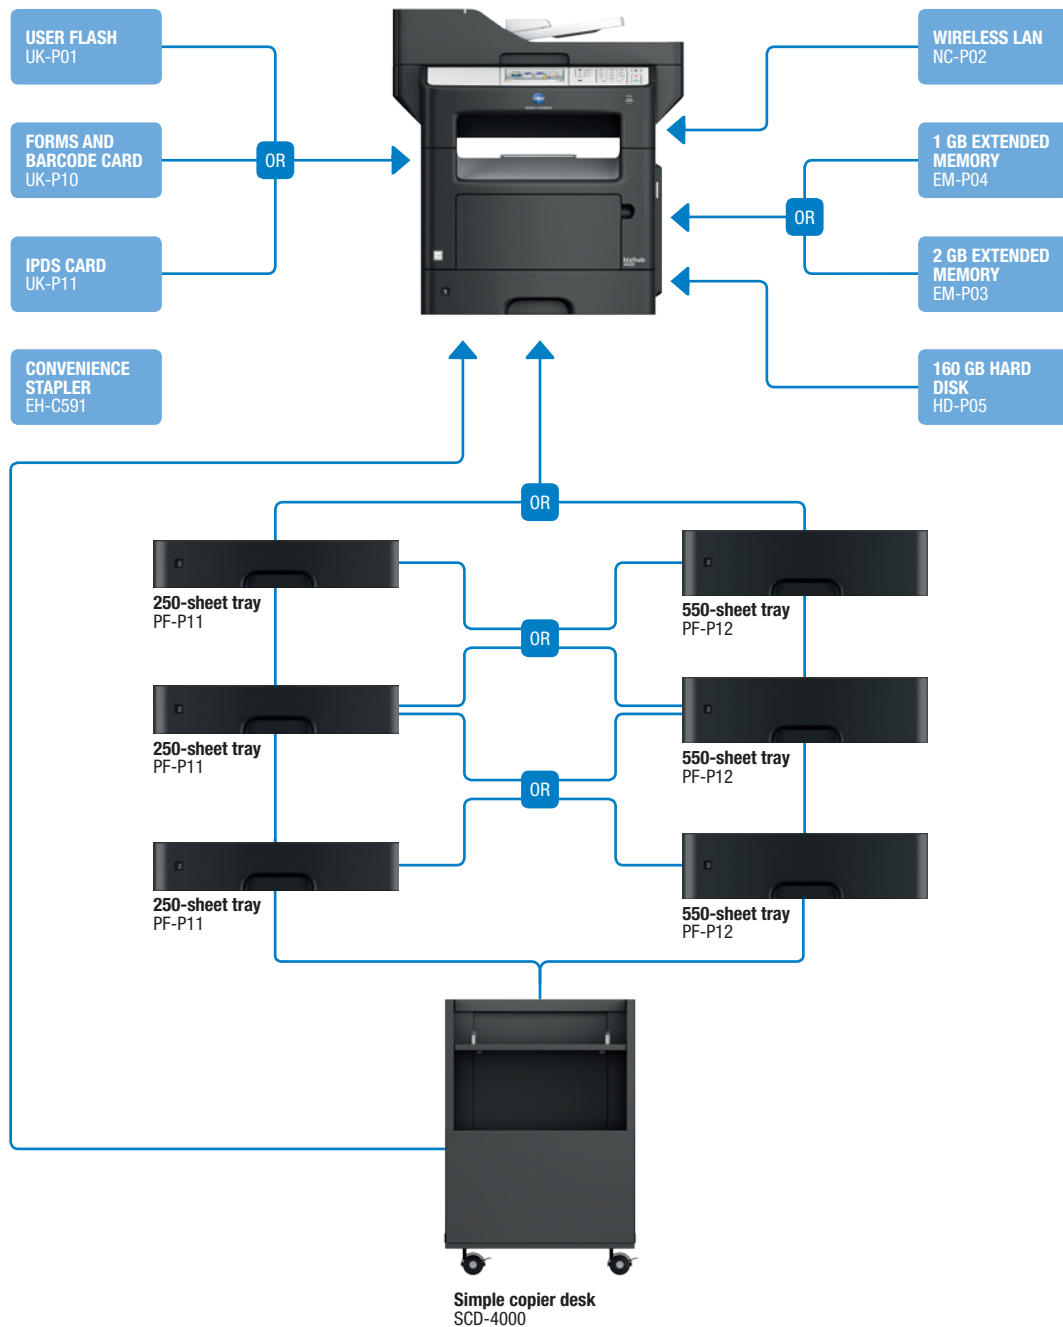 USER FLASH
UK-P01
FORMS AND
BARCODE CARD
UK-P10
IPDS CARD
UK-P11
CONVENIENCE
STAPLER
EH-C591
OR
bizhub
WIRELESS LAN
NC-P02
1 GB EXTENDED
MEMORY
EM-P04
OR
2 GB EXTENDED
MEMORY
EM-P03
160 GB HARD
DISK
HD-P05
OR
250-sheet tray
PF-P11
550-sheet tray
PF-P12
OR
250-sheet tray
PF-P11
550-sheet tray
PF-P12
OR
250-sheet tray
PF-P11
550-sheet tray
PF-P12
Simple copier desk
SCD-4000